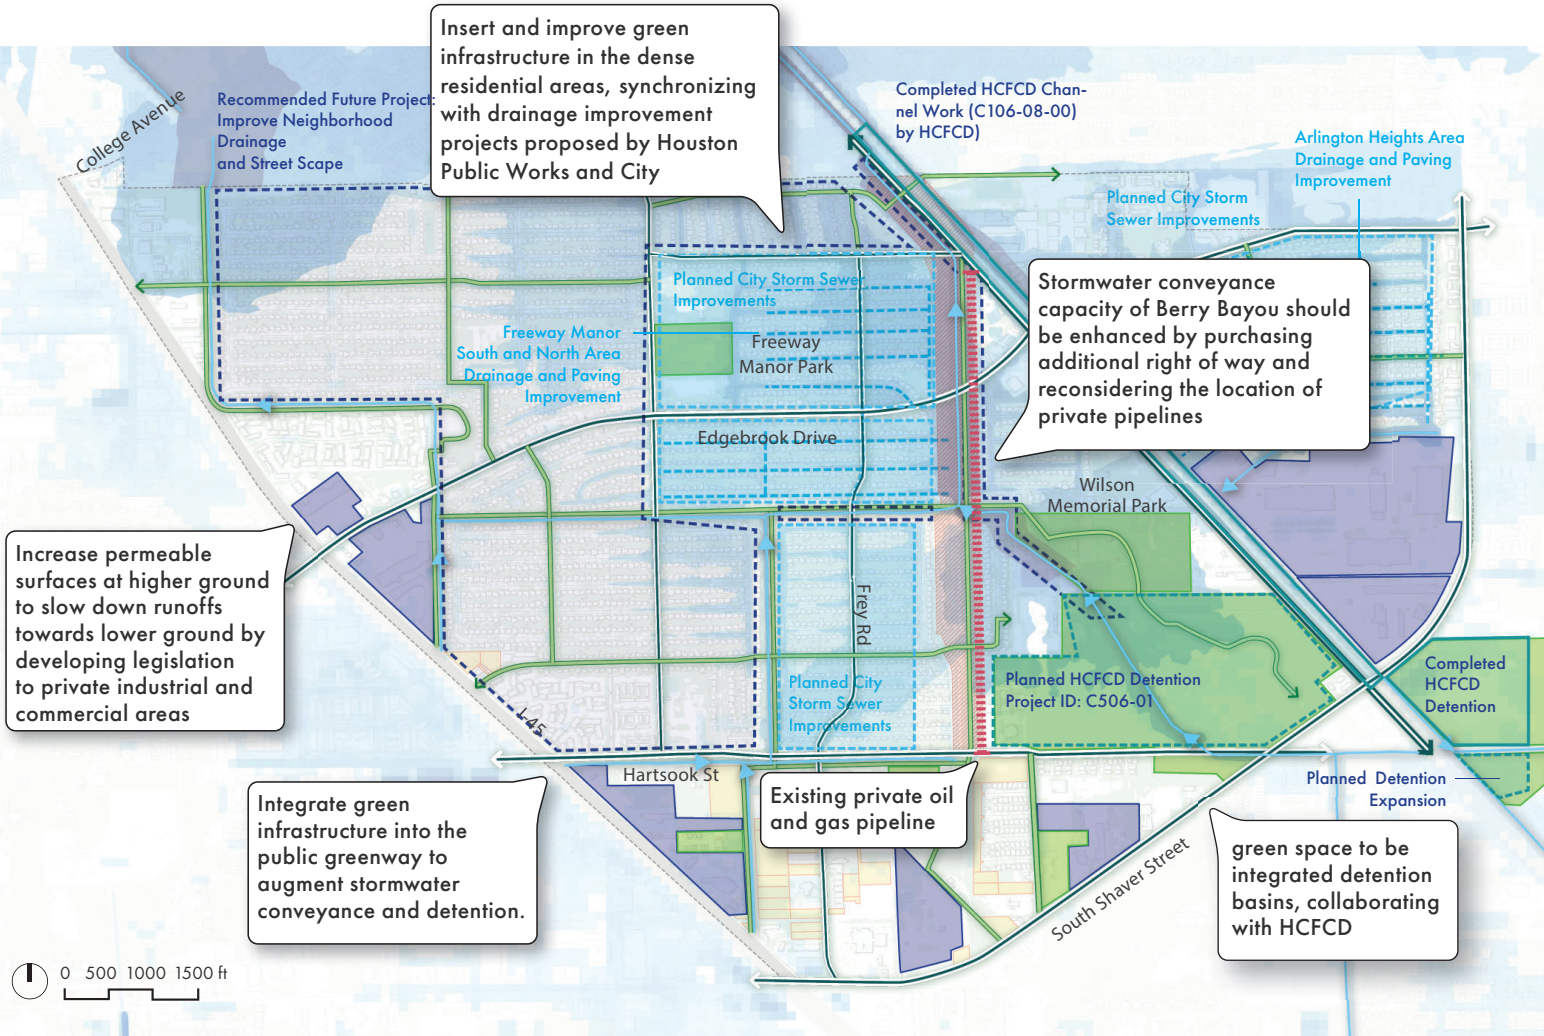 Insert and improve green
infrastructure in the dense
residential areas, synchronizing
with drainage improvement
projects proposed by Houston
Public Works and City
College Avenue
Recommended Future Project:
Improve Neighborhood
Drainage
and Street Scape
Completed HCFCD Chan-
nel Work (C106-08-00)
by HCFCD)
Arlington Heights Area
Drainage and Paving
Improvement
Planned City Storm
Sewer Improvements
Planned City Storm Sewer
Improvements
Stormwater conveyance
capacity of Berry Bayou should
be enhanced by purchasing
additional right of way and
reconsidering the location of
private pipelines
Freeway Manor
South and North Area
Drainage and Paving
Improvement
Freeway
Manor Park
Edgebrook Drive
Wilson
Memorial Park
Increase permeable
surfaces at higher ground
to slow down runoffs
towards lower ground by
developing legislation
to private industrial and
commercial areas
Frey Rd
I-45
Planned City
Storm Sewer
Improvements
Planned HCFCD Detention
Project ID: C506-01
Completed
HCFCD
Detention
Hartsook St
Planned Detention
Expansion
Integrate green
infrastructure into the
public greenway to
augment stormwater
conveyance and detention.
Existing private oil
and gas pipeline
South Shaver Street
green space to be
integrated detention
basins, collaborating
with HCFCD
0 500 1000 1500 ft